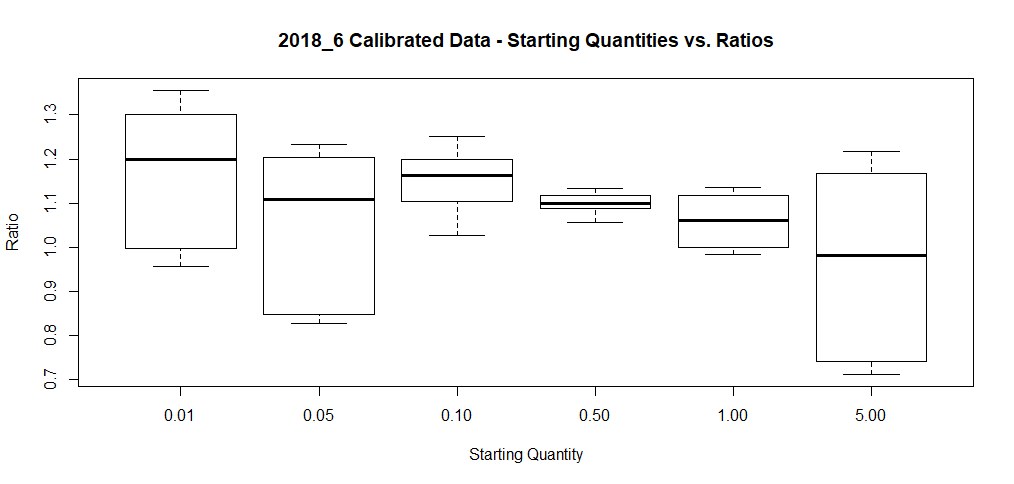 2018_6 Calibrated Data - Starting Quantities vs. Ratios
Ratio
1.3
1.2
1.1
1.0
0.9
0.8
0.7
0.01 0.05 0.10 0.50 1.00 5.00
Starting Quantity